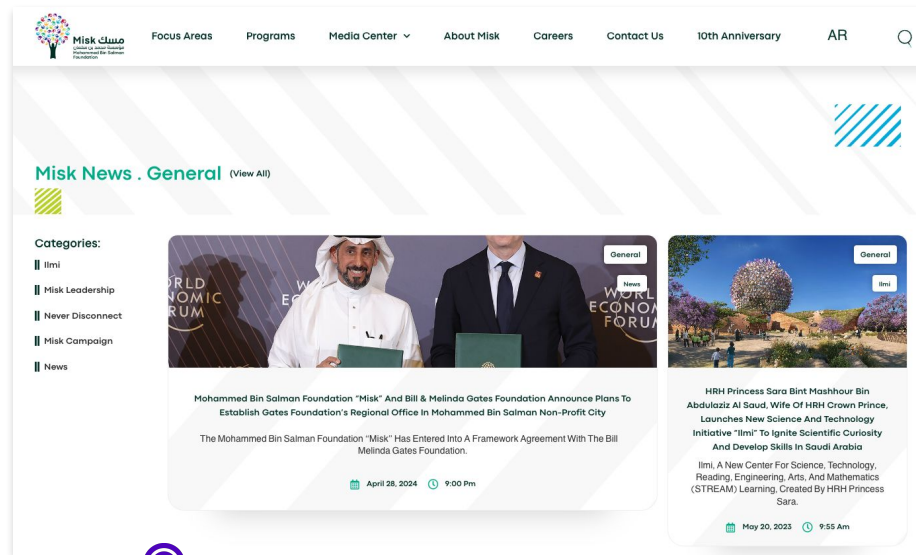 مسك Misk
Mohammed Bin Salman
Foundation
Focus Areas
Programs
Media Center
About Misk
Careers
Contact Us
10th Anniversary
AR
Misk News . General (View All)
Categories:
Ilmi
Misk Leadership
Never Disconnect
Misk Campaign
News
ECONOMIC
FORUM
General
News
Mohammed Bin Salman Foundation “Misk” And Bill & Melinda Gates Foundation Announce Plans To
Establish Gates Foundation's Regional Office In Mohammed Bin Salman Non-Profit City
The Mohammed Bin Salman Foundation “Misk” Has Entered Into A Framework Agreement With The Bill
Melinda Gates Foundation.
April 28, 2024 9:00 Pm
General
Ilmi
HRH Princess Sara Bint Mashhour Bin
Abdulaziz Al Saud, Wife Of HRH Crown Prince,
Launches New Science And Technology
Initiative “Ilmi” To Ignite Scientific Curiosity
And Develop Skills In Saudi Arabia
Ilmi, A New Center For Science, Technology,
Reading, Engineering, Arts, And Mathematics
(STREAM) Learning, Created By HRH Princess
Sara.
May 20, 2023 9:55 Am